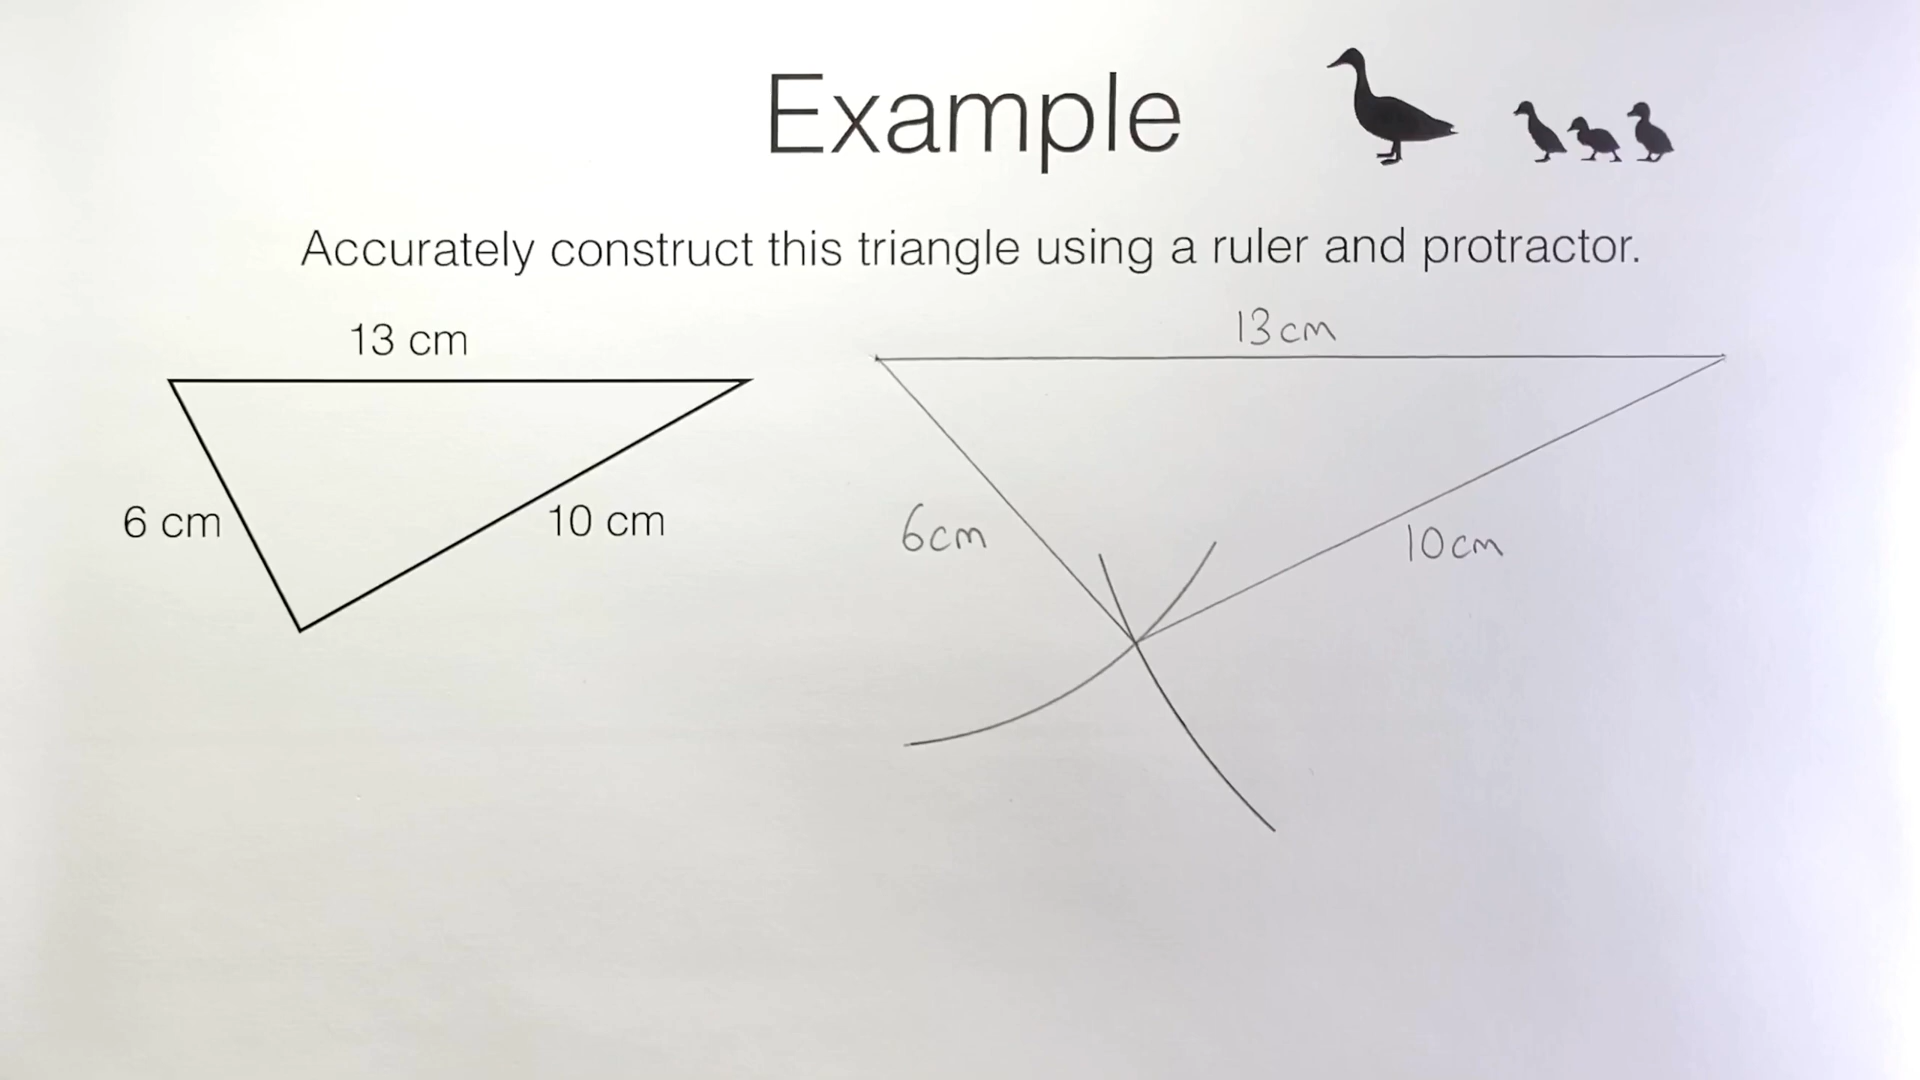 Example
Accurately construct this triangle using a ruler and protractor.
13 cm
6 cm
10 cm
13cm
6cm
10cm